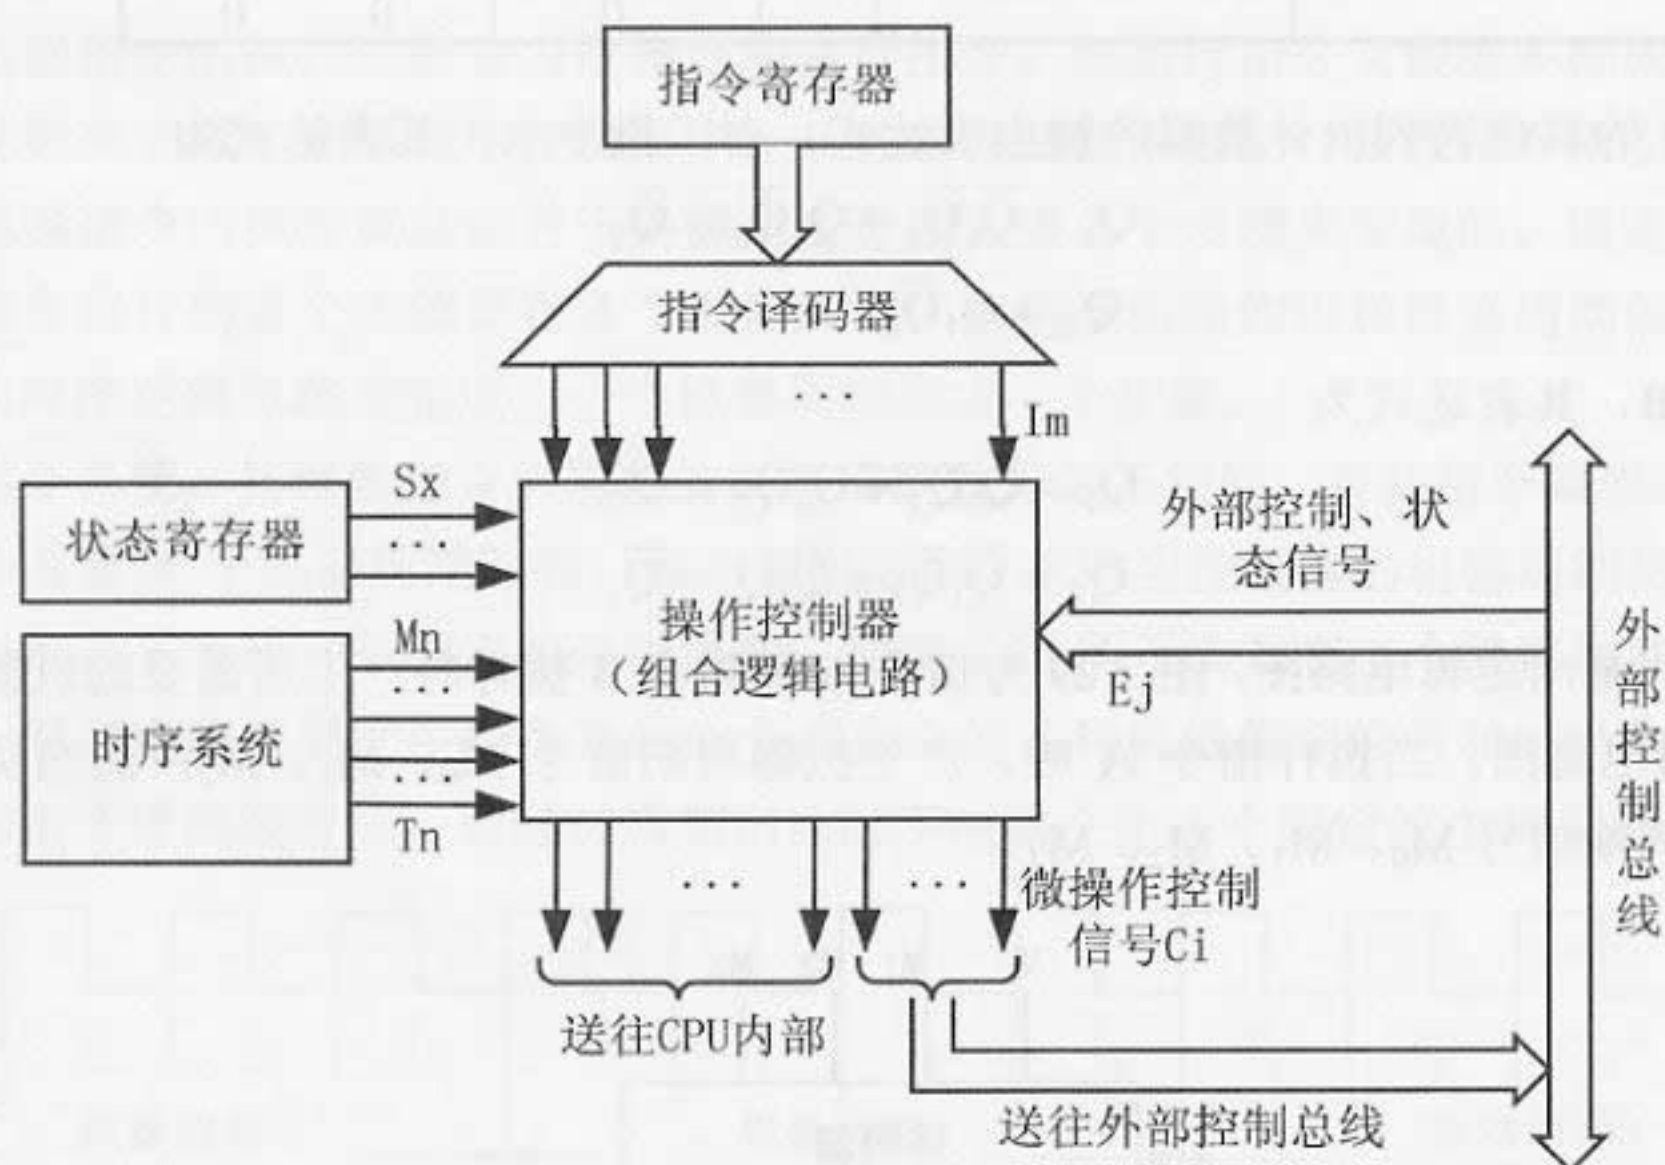 指令寄存器
指令译码器
...
Im
Sx
状态寄存器
...
外部控制、状
态信号
Mn
...
操作控制器
(组合逻辑电路)
Ej
时序系统
...
Tn
外部控制总线
...
...
微操作控制
信号Ci
送往CPU内部
送往外部控制总线